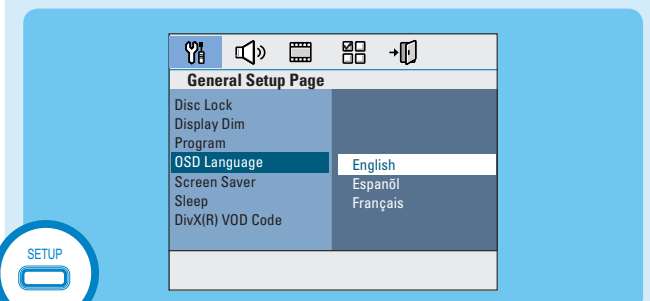 General Setup Page
Disc Lock
Display Dim
Program
OSD Language
Screen Saver
Sleep
DivX(R) VOD Code
English
Espanõl
Français
SETUP